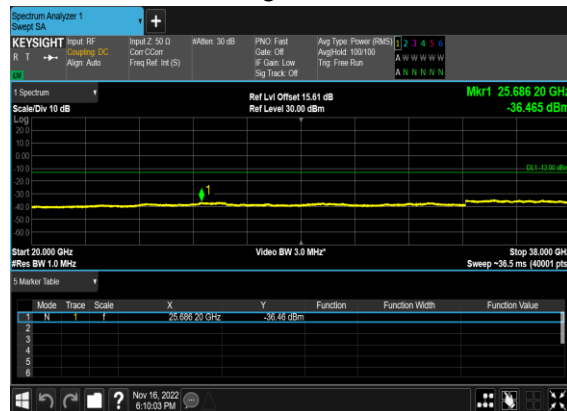 Spectrum Analyzer 1
Swept SA
+
KEYSIGHT Input: RF Input Z: 50 Ω #Atten: 30 dB PNO: Fast Avg Type: Power (RMS) 1 2 3 4 5 6
R T Coupling: DC Corr CCorr Gate: Off Avg|Hold: 100/100 A W W W W W
Align: Auto Freq Ref: Int (S) IF Gain: Low Trig: Free Run
Sig Track: Off A N N N N N
LXI
1 Spectrum Ref Lvl Offset 15.61 dB Mkr1 25.686 20 GHz
Scale/Div 10 dB Ref Level 30.00 dBm -36.465 dBm
Log
20.0
10.0
0.00
-10.0 DL1 -13.00 dBm
-20.0
-30.0 1
-40.0
-50.0
-60.0
Start 20.000 GHz Video BW 3.0 MHz* Stop 38.000 GHz
#Res BW 1.0 MHz Sweep ~36.5 ms (40001 pts)
5 Marker Table
Mode Trace Scale X Y Function Function Width Function Value
1 N 1 f 25.686 20 GHz -36.46 dBm
2
3
4
5
6
? Nov 16, 2022
6:10:03 PM